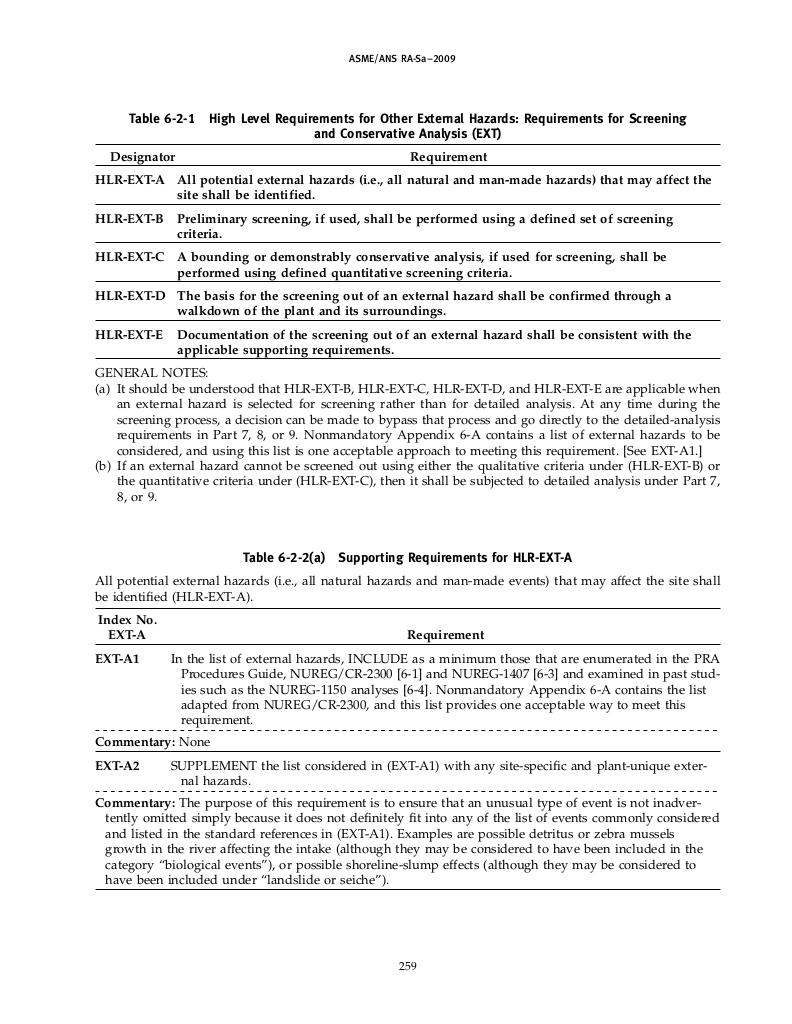 ASME/ANS RA-Sa–2009
Table 6-2-1 High Level Requirements for Other External Hazards: Requirements for Screening
and Conservative Analysis (EXT)
Designator Requirement
HLR-EXT-A All potential external hazards (i.e., all natural and man-made hazards) that may affect the
site shall be identified.
HLR-EXT-B Preliminary screening, if used, shall be performed using a defined set of screening
criteria.
HLR-EXT-C A bounding or demonstrably conservative analysis, if used for screening, shall be
performed using defined quantitative screening criteria.
HLR-EXT-D The basis for the screening out of an external hazard shall be confirmed through a
walkdown of the plant and its surroundings.
HLR-EXT-E Documentation of the screening out of an external hazard shall be consistent with the
applicable supporting requirements.
GENERAL NOTES:
(a) It should be understood that HLR-EXT-B, HLR-EXT-C, HLR-EXT-D, and HLR-EXT-E are applicable when
an external hazard is selected for screening rather than for detailed analysis. At any time during the
screening process, a decision can be made to bypass that process and go directly to the detailed-analysis
requirements in Part 7, 8, or 9. Nonmandatory Appendix 6-A contains a list of external hazards to be
considered, and using this list is one acceptable approach to meeting this requirement. [See EXT-A1.]
(b) If an external hazard cannot be screened out using either the qualitative criteria under (HLR-EXT-B) or
the quantitative criteria under (HLR-EXT-C), then it shall be subjected to detailed analysis under Part 7,
8, or 9.
Table 6-2-2(a) Supporting Requirements for HLR-EXT-A
All potential external hazards (i.e., all natural hazards and man-made events) that may affect the site shall
be identified (HLR-EXT-A).
Index No.
EXT-A Requirement
EXT-A1 In the list of external hazards, INCLUDE as a minimum those that are enumerated in the PRA
Procedures Guide, NUREG/CR-2300 [6-1] and NUREG-1407 [6-3] and examined in past stud-
ies such as the NUREG-1150 analyses [6-4]. Nonmandatory Appendix 6-A contains the list
adapted from NUREG/CR-2300, and this list provides one acceptable way to meet this
requirement.
Commentary: None
EXT-A2 SUPPLEMENT the list considered in (EXT-A1) with any site-specific and plant-unique exter-
nal hazards.
Commentary: The purpose of this requirement is to ensure that an unusual type of event is not inadver-
tently omitted simply because it does not definitely fit into any of the list of events commonly considered
and listed in the standard references in (EXT-A1). Examples are possible detritus or zebra mussels
growth in the river affecting the intake (although they may be considered to have been included in the
category “biological events”), or possible shoreline-slump effects (although they may be considered to
have been included under “landslide or seiche”).
259